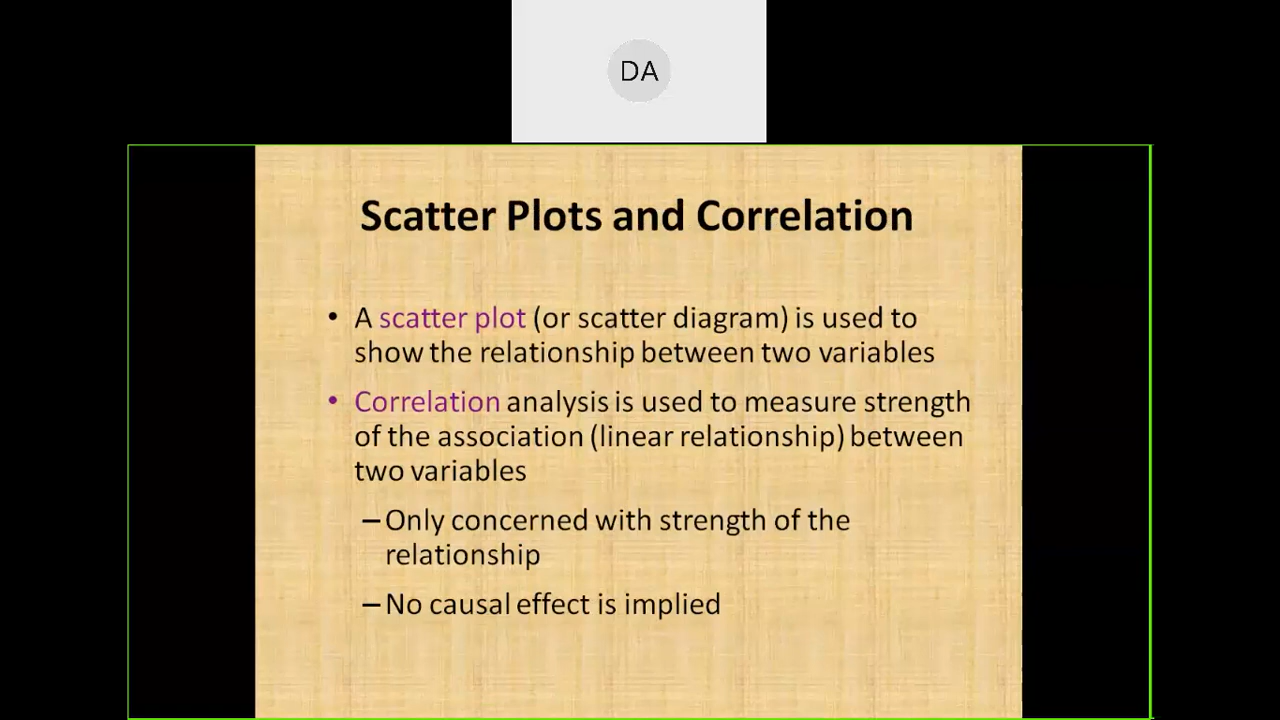 DA
Scatter Plots and Correlation
• A scatter plot (or scatter diagram) is used to
show the relationship between two variables
• Correlation analysis is used to measure strength
of the association (linear relationship) between
two variables
– Only concerned with strength of the
relationship
– No causal effect is implied